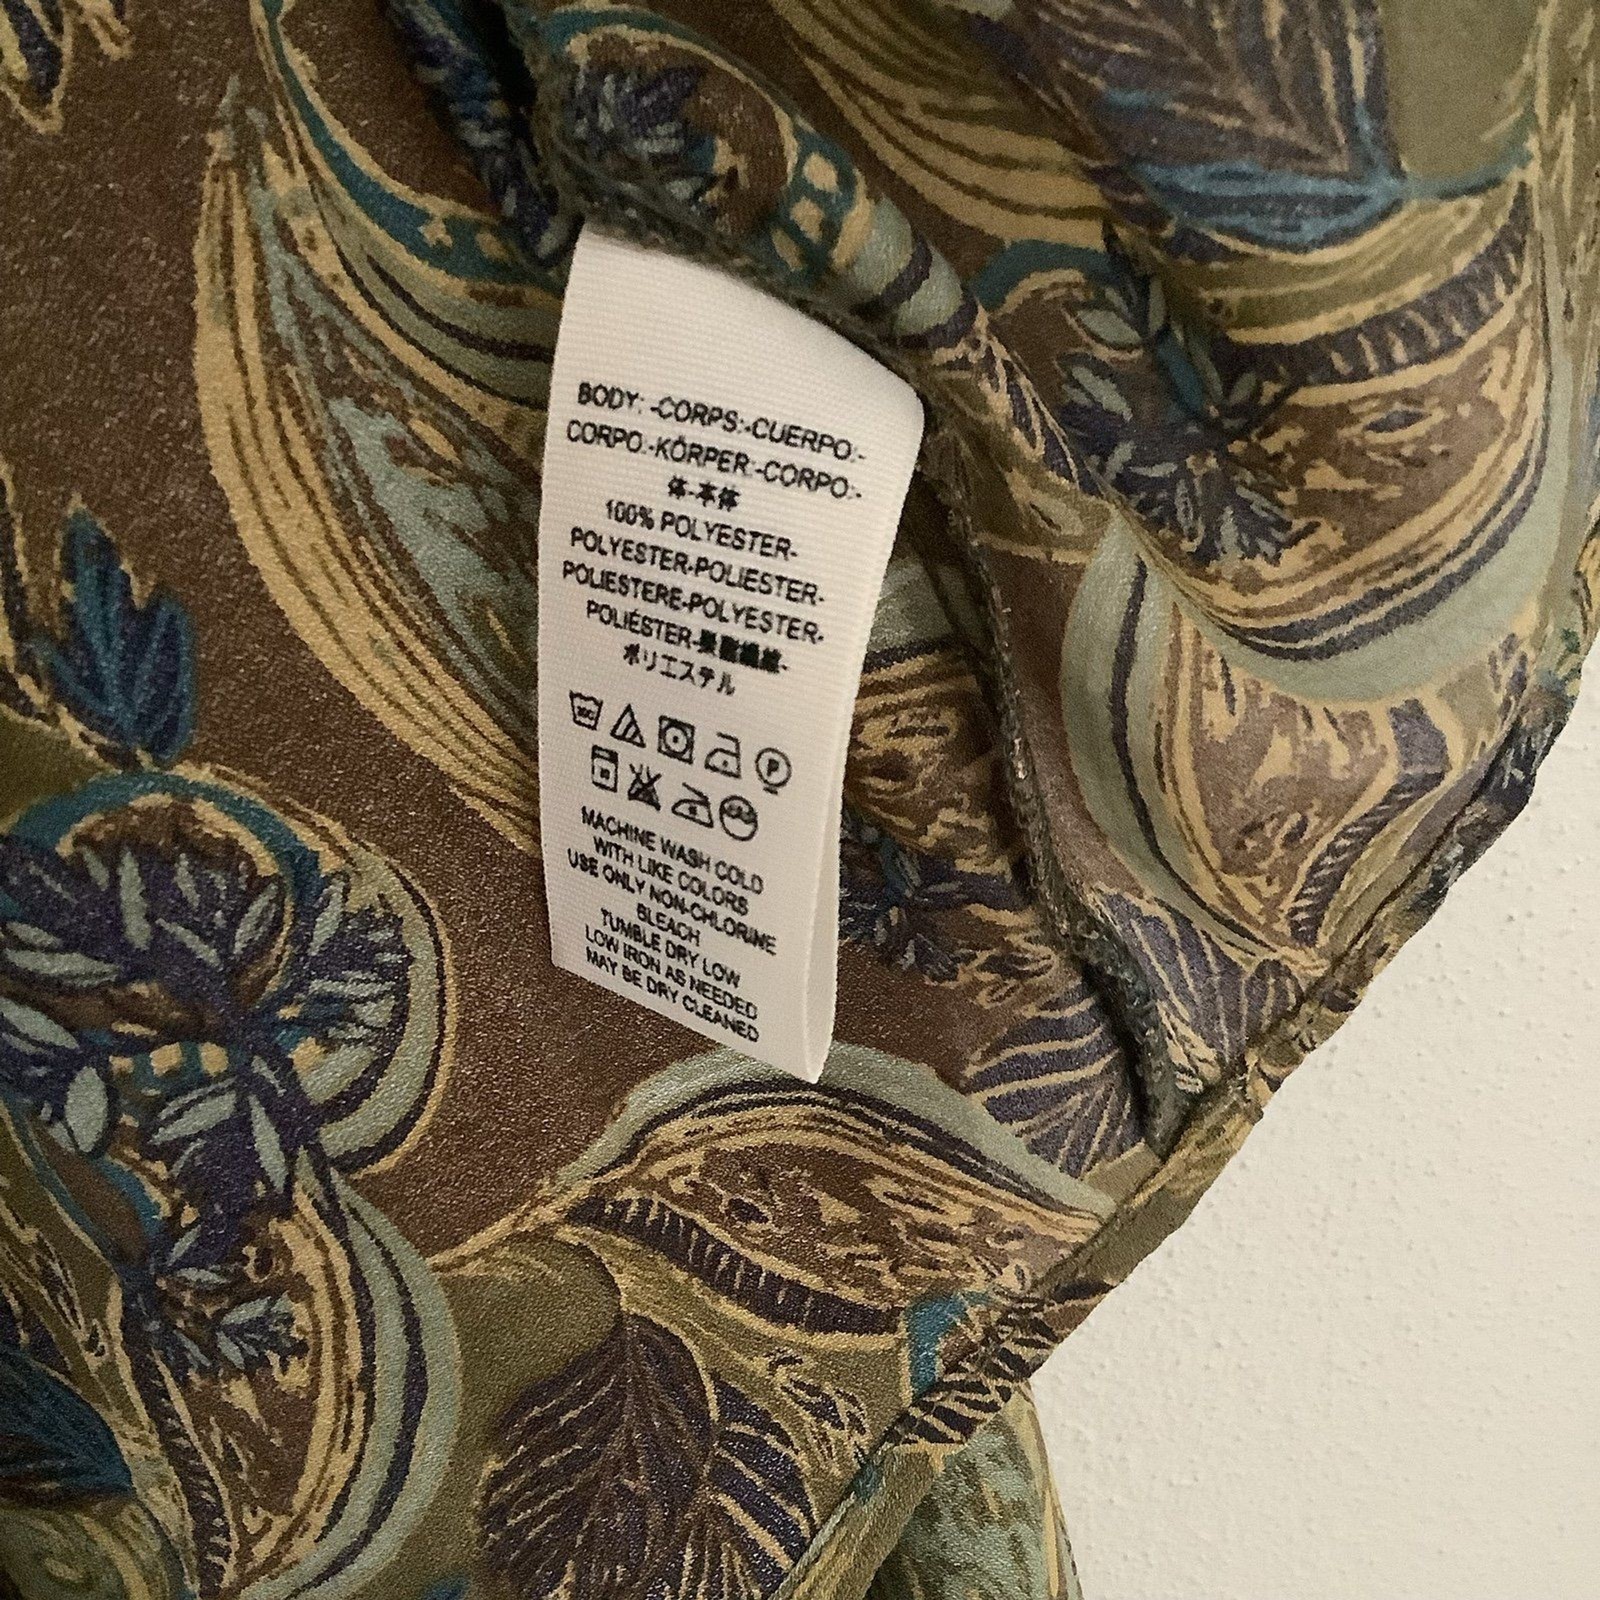 BODY: -CORPS:-CUERPO:-
CORPO:-KÖRPER:-CORPO:-
体-本体
100% POLYESTER-
POLYESTER-POLIESTER-
POLIESTERE-POLYESTER-
POLIÉSTER-聚酯纖維-
ポリエステル
P
MACHINE WASH COLD
WITH LIKE COLORS
USE ONLY NON-CHLORINE
BLEACH
TUMBLE DRY LOW
LOW IRON AS NEEDED
MAY BE DRY CLEANED